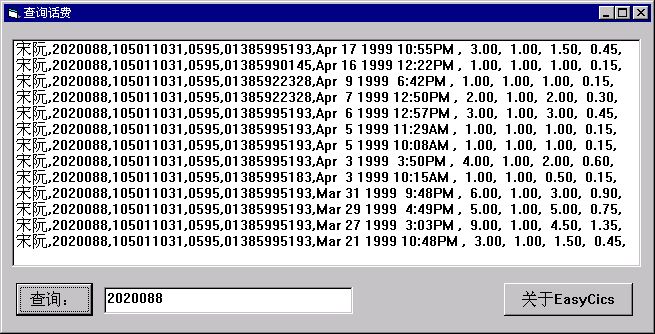 查询话费
宋阮,2020088,105011031,0595,01385995193,Apr 17 1999 10:55PM ,  3.00,  1.00,  1.50,  0.45,
宋阮,2020088,105011031,0595,01385990145,Apr 16 1999 12:22PM ,  1.00,  1.00,  1.00,  0.15,
宋阮,2020088,105011031,0595,01385922328,Apr  9 1999  6:42PM ,  1.00,  1.00,  1.00,  0.15,
宋阮,2020088,105011031,0595,01385922328,Apr  7 1999 12:50PM ,  2.00,  1.00,  2.00,  0.30,
宋阮,2020088,105011031,0595,01385995193,Apr  6 1999 12:57PM ,  3.00,  1.00,  3.00,  0.45,
宋阮,2020088,105011031,0595,01385995193,Apr  5 1999 11:29AM ,  1.00,  1.00,  1.00,  0.15,
宋阮,2020088,105011031,0595,01385995193,Apr  5 1999 10:08AM ,  1.00,  1.00,  1.00,  0.15,
宋阮,2020088,105011031,0595,01385995193,Apr  3 1999  3:50PM ,  4.00,  1.00,  2.00,  0.60,
宋阮,2020088,105011031,0595,01385995183,Apr  3 1999 10:15AM ,  1.00,  1.00,  0.50,  0.15,
宋阮,2020088,105011031,0595,01385995193,Mar 31 1999  9:48PM ,  6.00,  1.00,  3.00,  0.90,
宋阮,2020088,105011031,0595,01385995193,Mar 29 1999  4:49PM ,  5.00,  1.00,  5.00,  0.75,
宋阮,2020088,105011031,0595,01385995193,Mar 27 1999  3:03PM ,  9.00,  1.00,  4.50,  1.35,
宋阮,2020088,105011031,0595,01385995193,Mar 21 1999 10:48PM ,  3.00,  1.00,  1.50,  0.45,
查询： 2020088 关于EasyCics